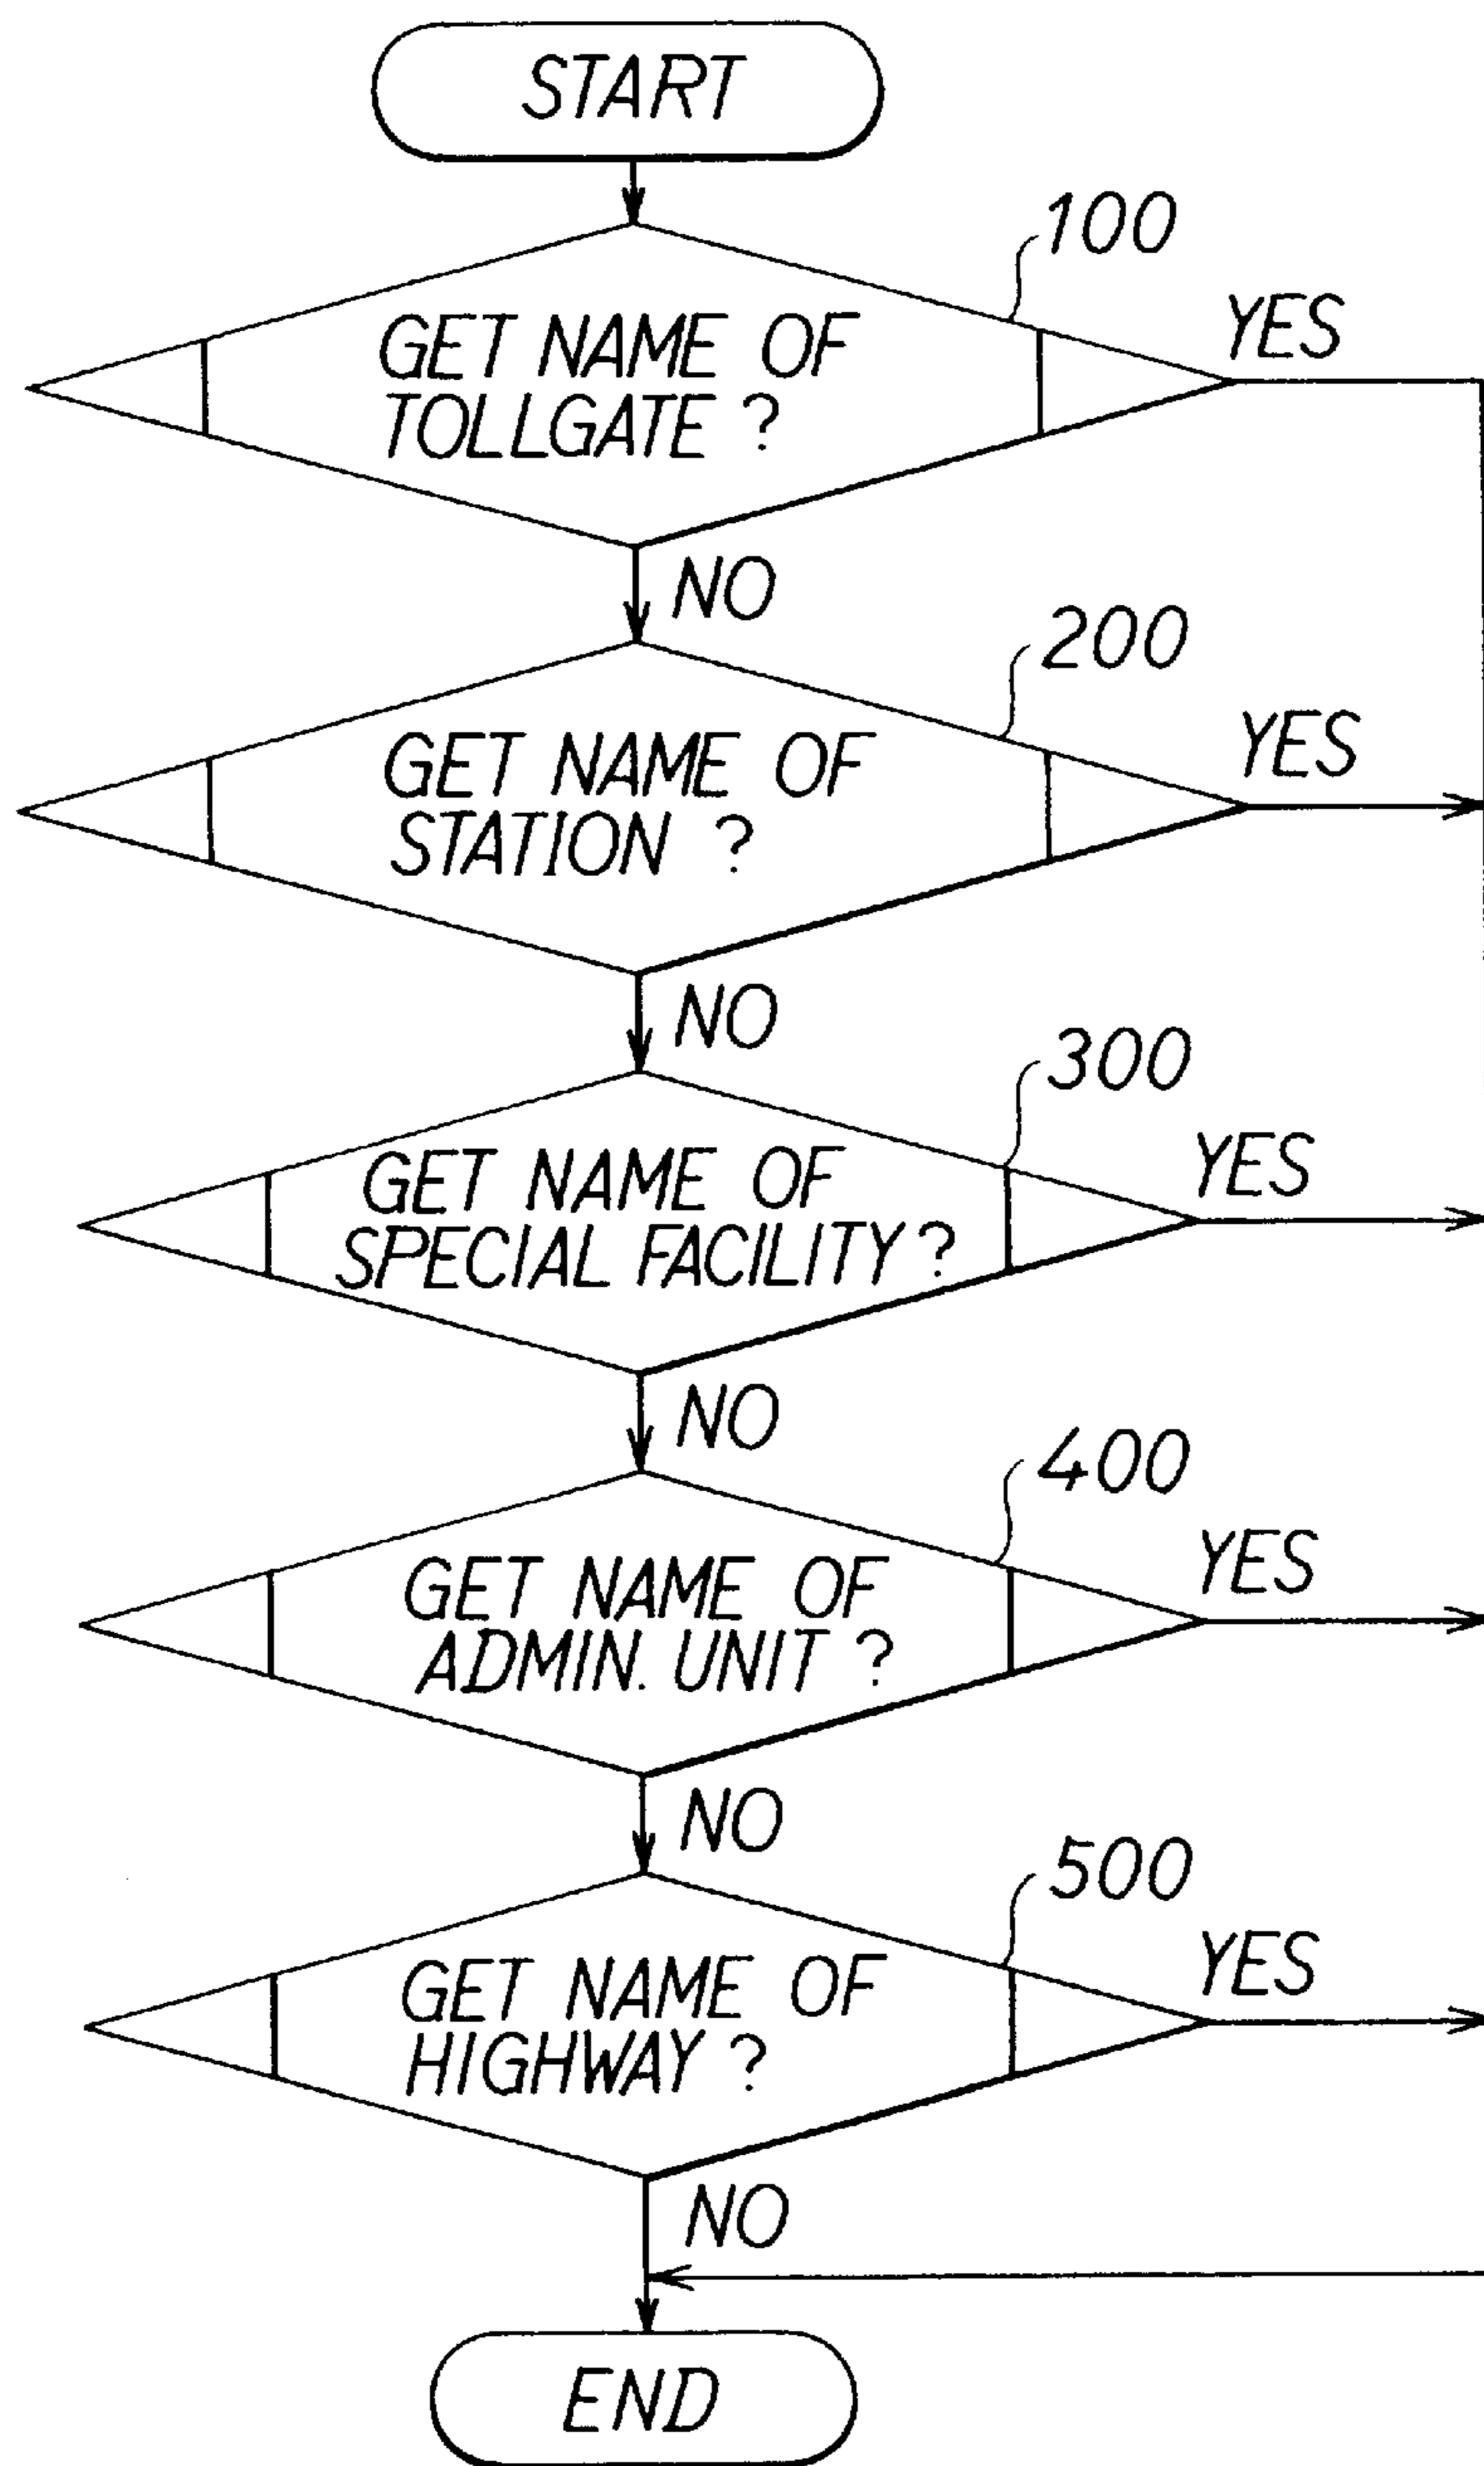 START
100
GET NAME OF
TOLLGATE ?
YES
NO
200
GET NAME OF
STATION ?
YES
NO
300
GET NAME OF
SPECIAL FACILITY ?
YES
NO
400
GET NAME OF
ADMIN. UNIT ?
YES
NO
500
GET NAME OF
HIGHWAY ?
YES
NO
END